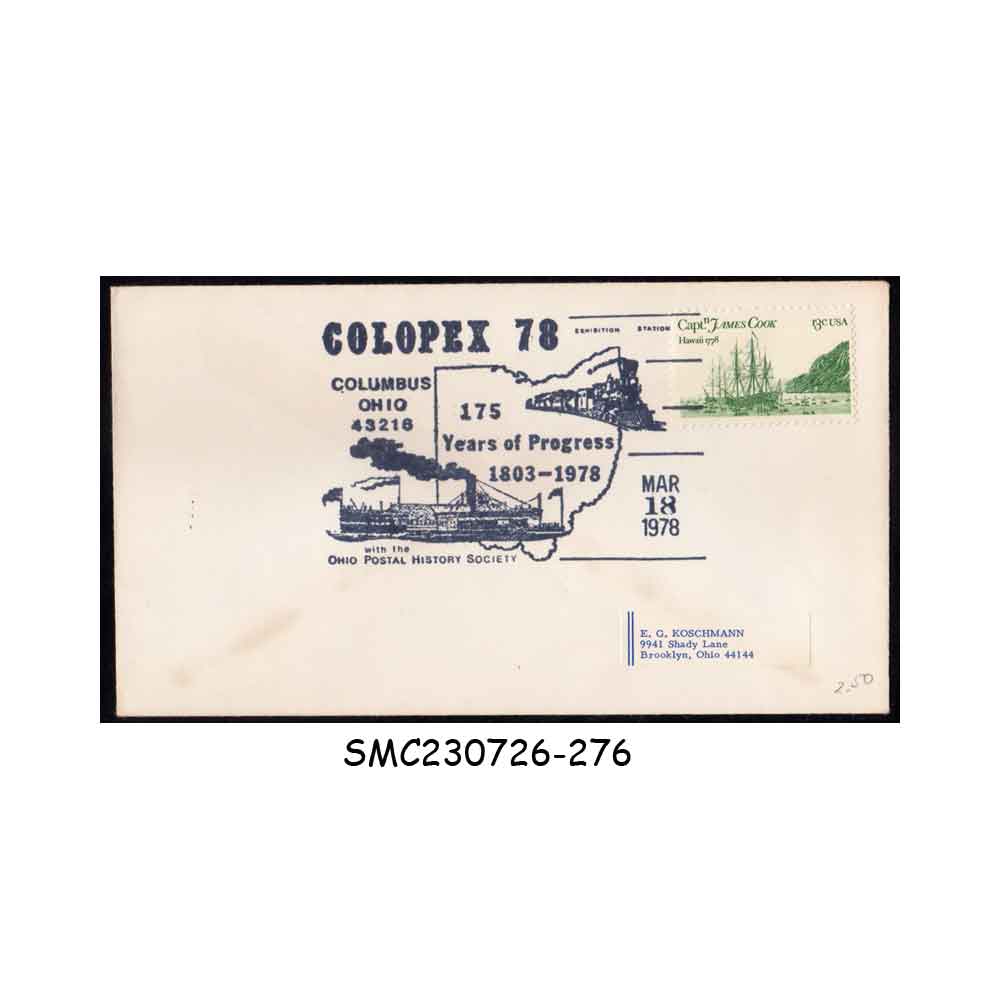 COLOPEX 78
EXHIBITION STATION
Capt.n JAMES COOK
13c USA
Hawaii 1778
COLUMBUS
OHIO
43216
175
Years of Progress
1803-1978
MAR
18
1978
with the
OHIO POSTAL HISTORY SOCIETY
E. G. KOSCHMANN
9941 Shady Lane
Brooklyn, Ohio 44144
2.50
SMC230726-276